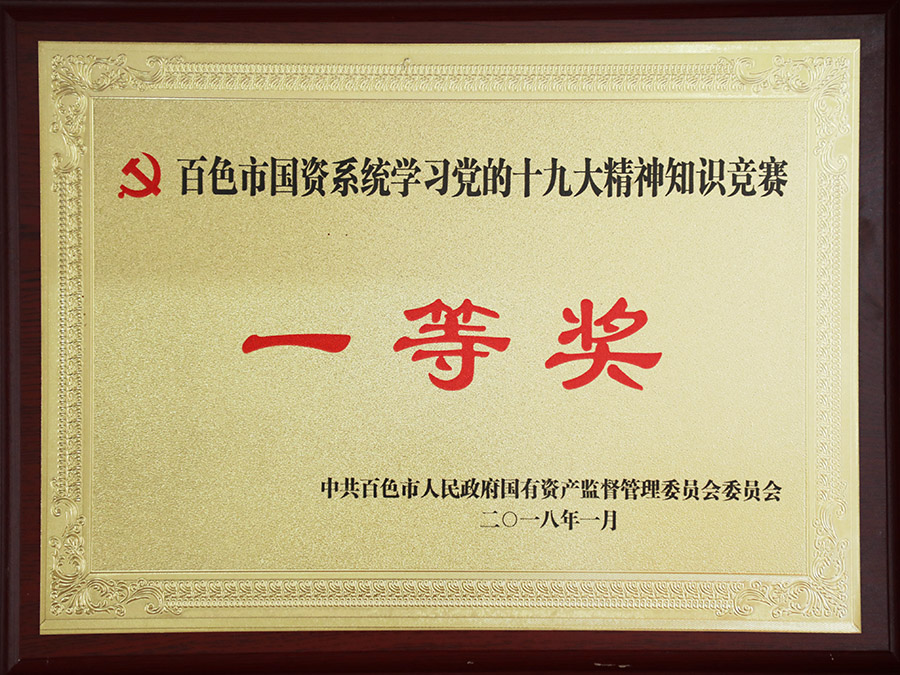 百色市国资系统学习党的十九大精神知识竞赛
一等奖
中共百色市人民政府国有资产监督管理委员会委员会
二〇一八年一月